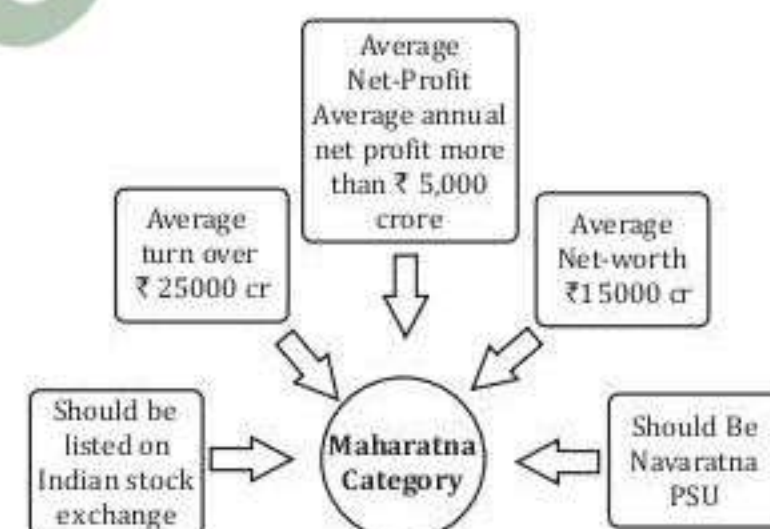 Average
Net-Profit
Average annual
net profit more
than ₹ 5,000
crore
Average
turn over
₹ 25000 cr
Average
Net-worth
₹15000 cr
Should be
listed on
Indian stock
exchange
Maharatna
Category
Should Be
Navaratna
PSU